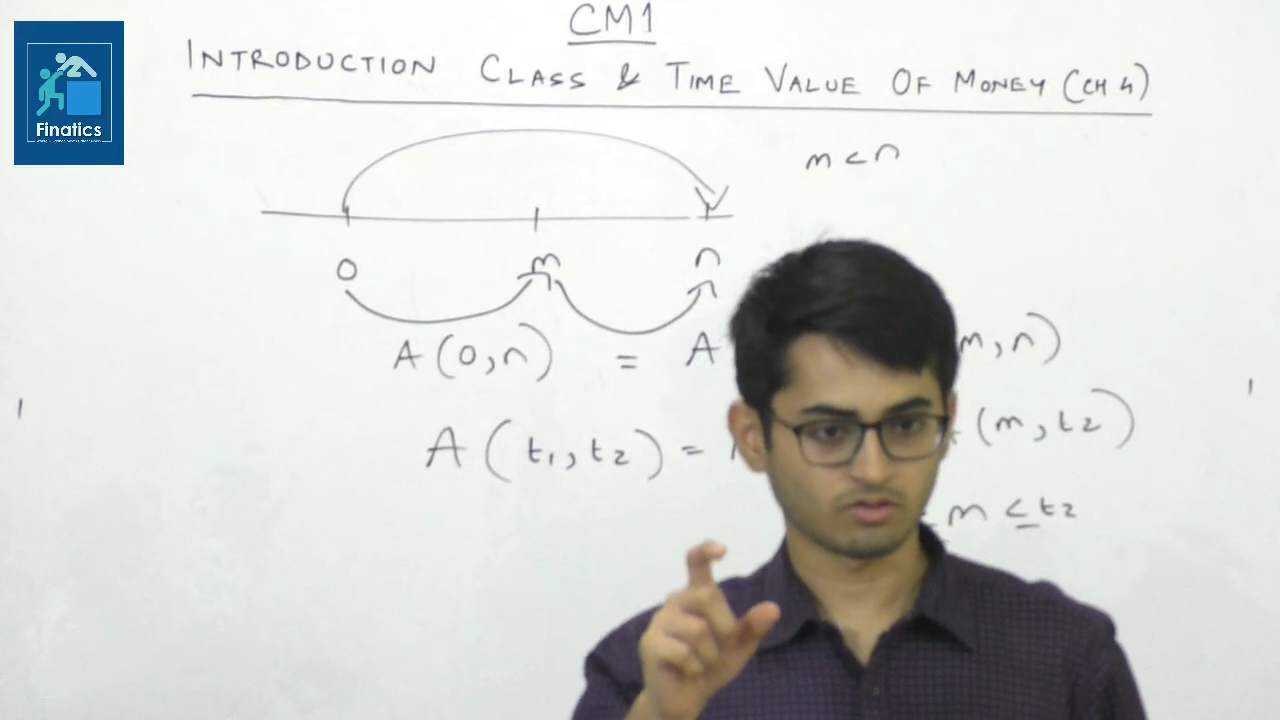 CM1
INTRODUCTION CLASS & TIME VALUE OF MONEY (CH 4)
Finatics
m < n
0 m n
A(0,n) = A m,n)
A(t1,t2) = (m,t2)
m ≤ t2